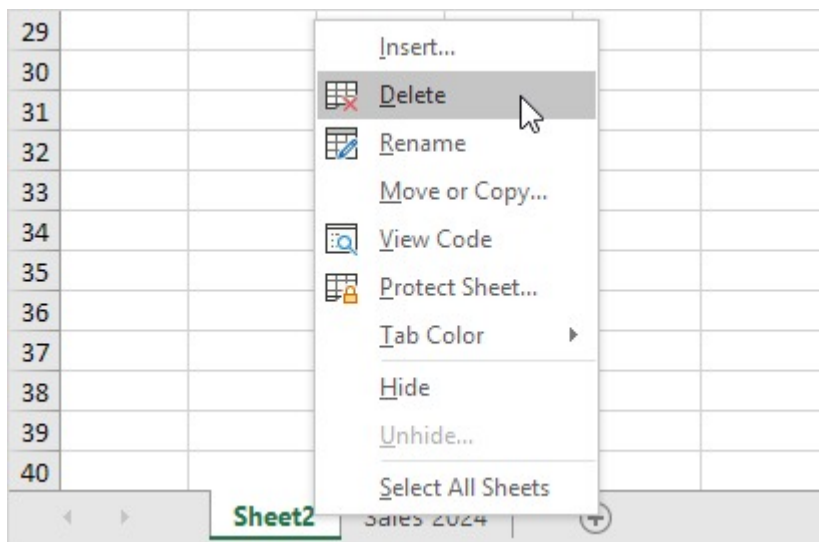 29
30
31
32
33
34
35
36
37
38
39
40
Insert...
Delete
Rename
Move or Copy...
View Code
Protect Sheet...
Tab Color
Hide
Unhide...
Select All Sheets
Sheet2 Sales 2024